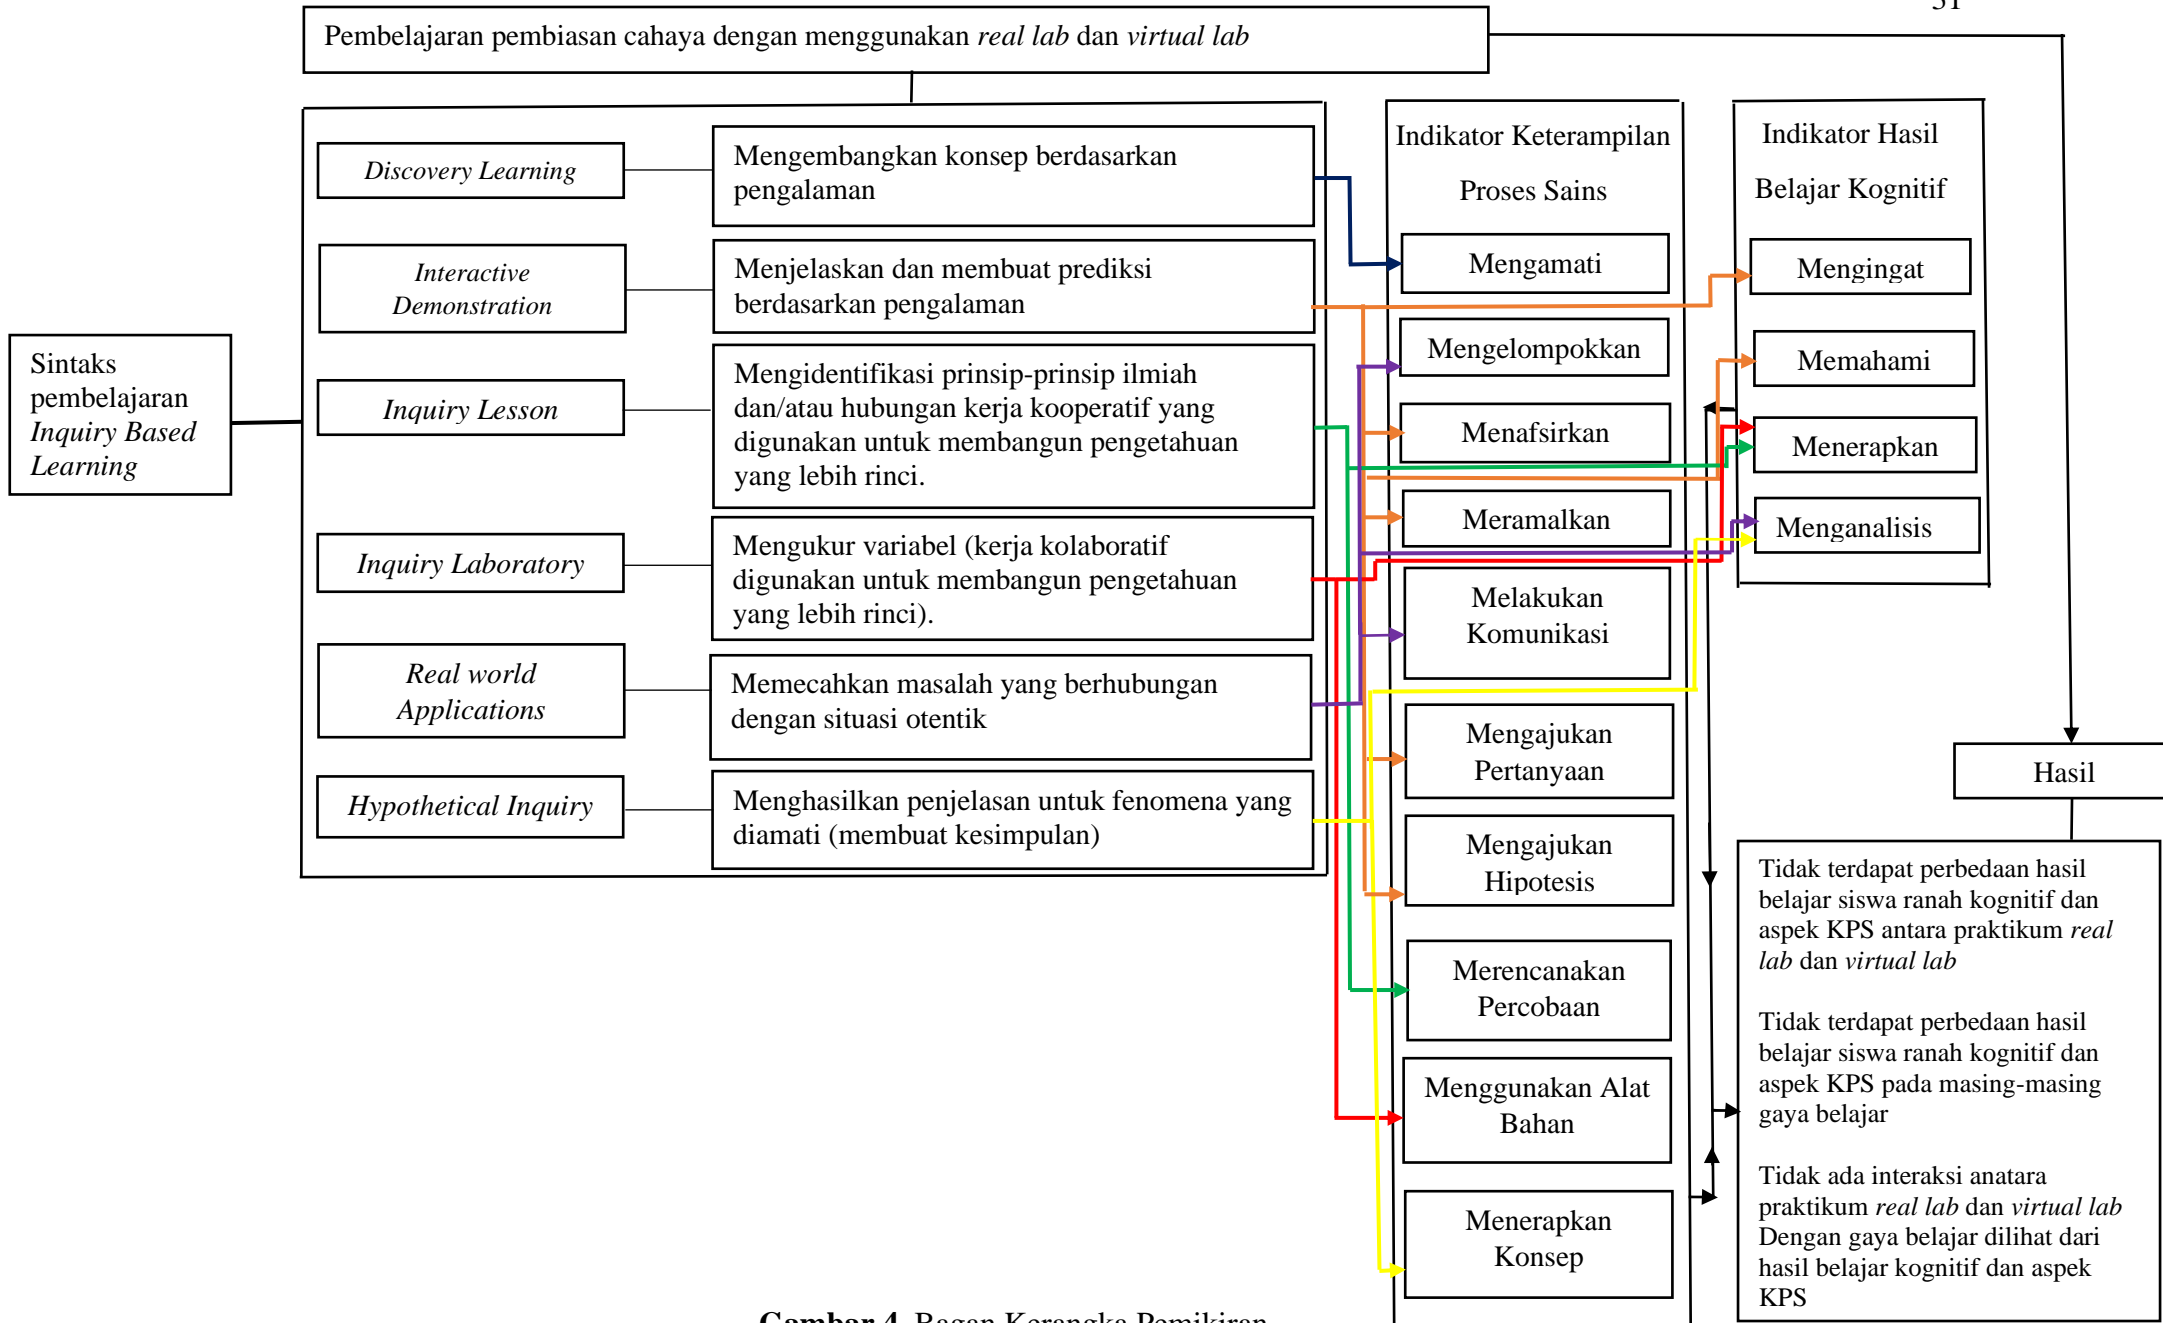 31
Pembelajaran pembiasan cahaya dengan menggunakan real lab dan virtual lab
Sintaks
pembelajaran
Inquiry Based
Learning
Discovery Learning
Mengembangkan konsep berdasarkan
pengalaman
Interactive
Demonstration
Menjelaskan dan membuat prediksi
berdasarkan pengalaman
Inquiry Lesson
Mengidentifikasi prinsip-prinsip ilmiah
dan/atau hubungan kerja kooperatif yang
digunakan untuk membangun pengetahuan
yang lebih rinci.
Inquiry Laboratory
Mengukur variabel (kerja kolaboratif
digunakan untuk membangun pengetahuan
yang lebih rinci).
Real world
Applications
Memecahkan masalah yang berhubungan
dengan situasi otentik
Hypothetical Inquiry
Menghasilkan penjelasan untuk fenomena yang
diamati (membuat kesimpulan)
Indikator Keterampilan
Proses Sains
Mengamati
Mengelompokkan
Menafsirkan
Meramalkan
Melakukan
Komunikasi
Mengajukan
Pertanyaan
Mengajukan
Hipotesis
Merencanakan
Percobaan
Menggunakan Alat
Bahan
Menerapkan
Konsep
Indikator Hasil
Belajar Kognitif
Mengingat
Memahami
Menerapkan
Menganalisis
Hasil
Tidak terdapat perbedaan hasil
belajar siswa ranah kognitif dan
aspek KPS antara praktikum real
lab dan virtual lab
Tidak terdapat perbedaan hasil
belajar siswa ranah kognitif dan
aspek KPS pada masing-masing
gaya belajar
Tidak ada interaksi anatara
praktikum real lab dan virtual lab
Dengan gaya belajar dilihat dari
hasil belajar kognitif dan aspek
KPS
Gambar 4. Bagan Kerangka Pemikiran